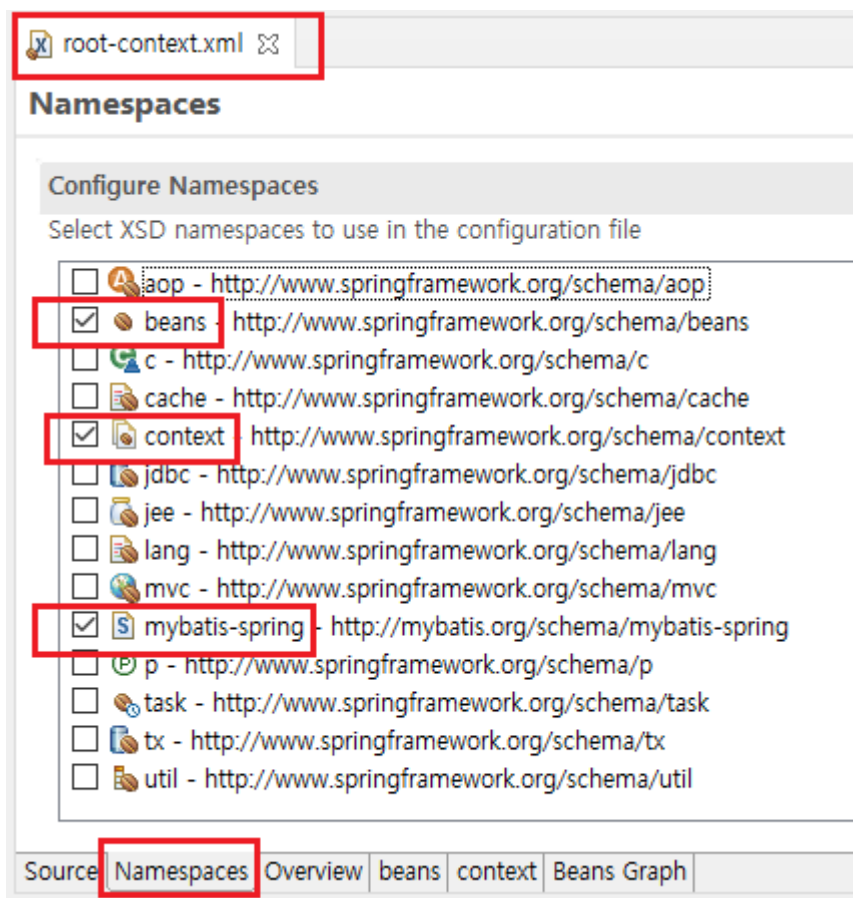 root-context.xml
Namespaces
Configure Namespaces
Select XSD namespaces to use in the configuration file
aop - http://www.springframework.org/schema/aop
beans - http://www.springframework.org/schema/beans
c - http://www.springframework.org/schema/c
cache - http://www.springframework.org/schema/cache
context - http://www.springframework.org/schema/context
jdbc - http://www.springframework.org/schema/jdbc
jee - http://www.springframework.org/schema/jee
lang - http://www.springframework.org/schema/lang
mvc - http://www.springframework.org/schema/mvc
mybatis-spring - http://mybatis.org/schema/mybatis-spring
p - http://www.springframework.org/schema/p
task - http://www.springframework.org/schema/task
tx - http://www.springframework.org/schema/tx
util - http://www.springframework.org/schema/util
Source Namespaces Overview beans context Beans Graph